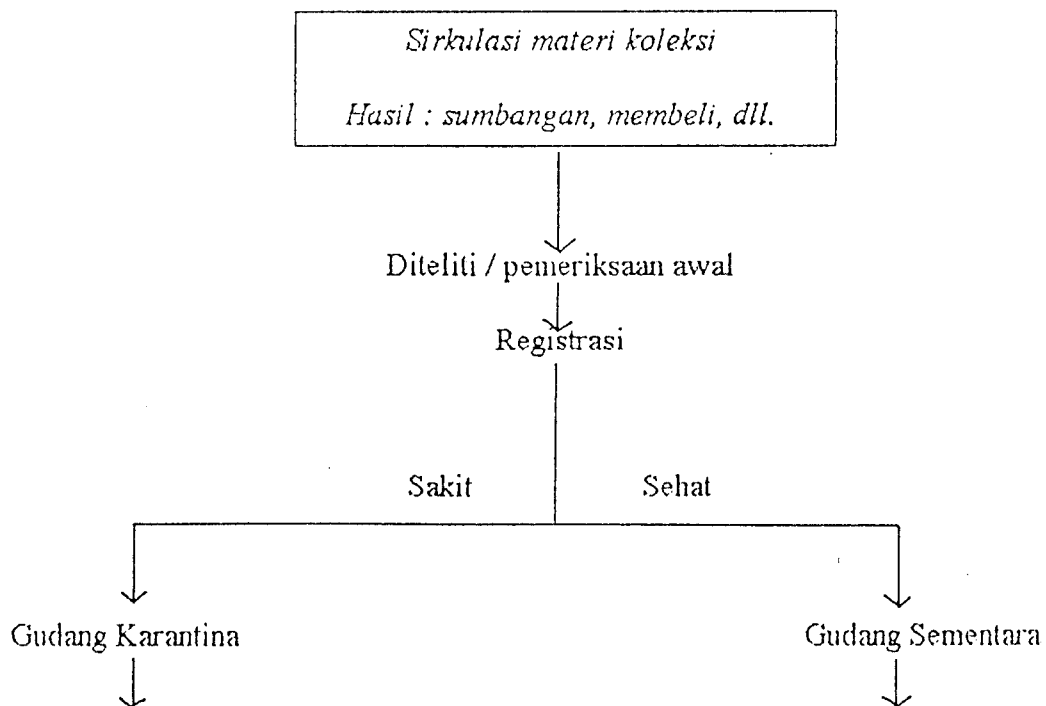 Sirkulasi materi koleksi
Hasil : sumbangan, membeli, dll.
Diteliti / pemeriksaan awal
Registrasi
Sakit
Sehat
Gudang Karantina
Gudang Sementara